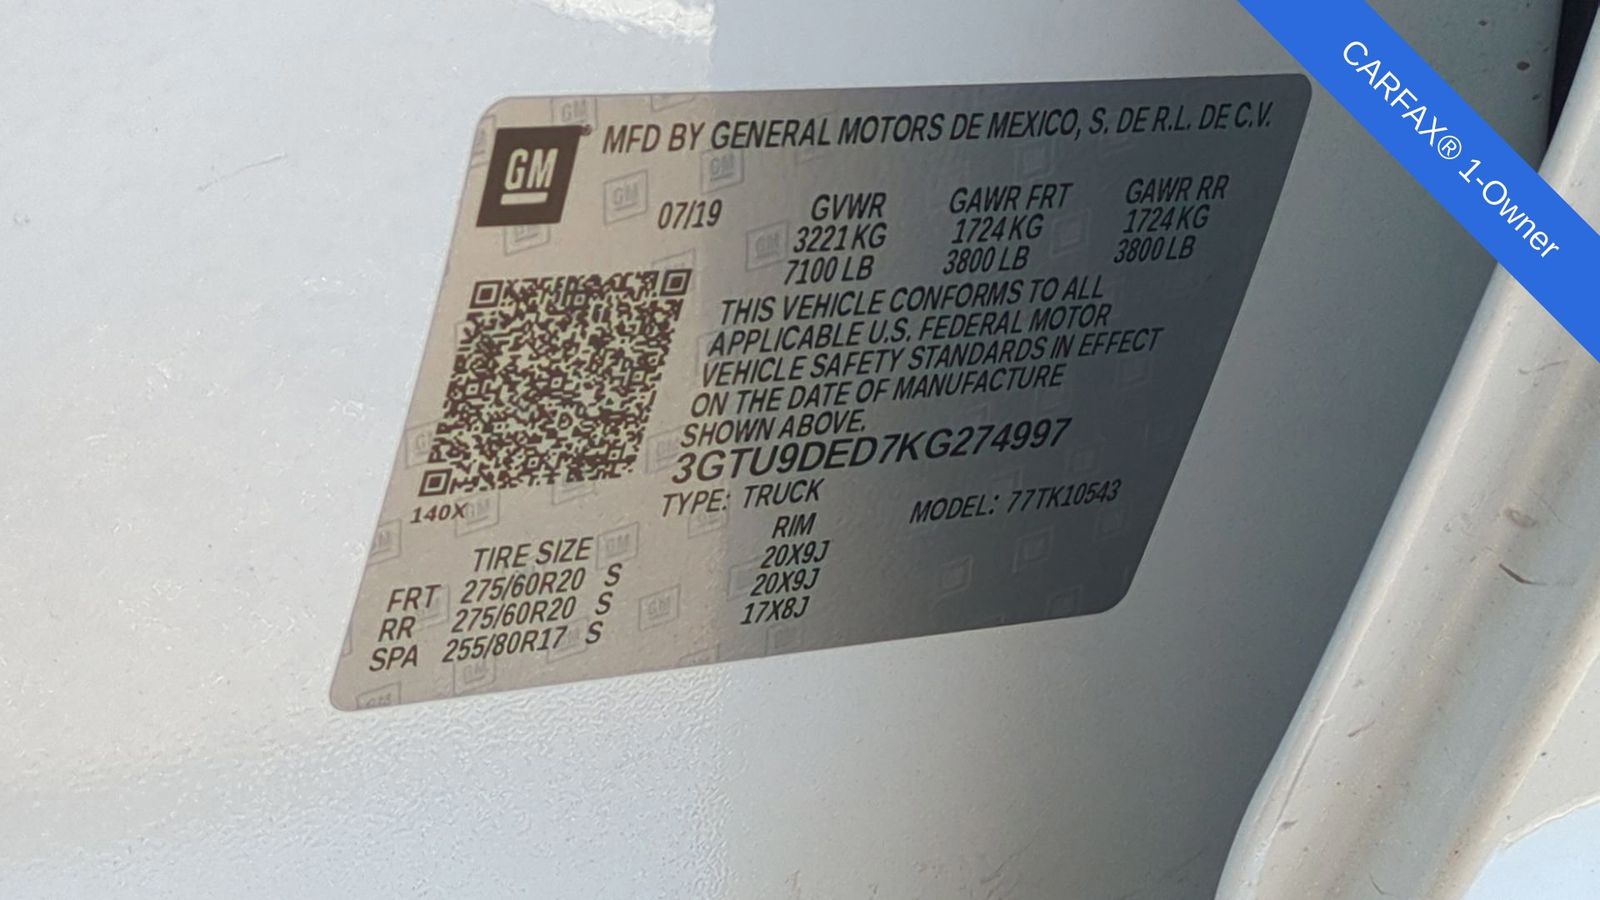 CARFAX® 1-Owner
GM
MFD BY GENERAL MOTORS DE MEXICO, S. DE R.L. DE C.V.
07/19 GVWR GAWR FRT GAWR RR
3221 KG 1724 KG 1724 KG
7100 LB 3800 LB 3800 LB
THIS VEHICLE CONFORMS TO ALL
APPLICABLE U.S. FEDERAL MOTOR
VEHICLE SAFETY STANDARDS IN EFFECT
ON THE DATE OF MANUFACTURE
SHOWN ABOVE.
3GTU9DED7KG274997
140X
TYPE: TRUCK MODEL: 77TK10543
TIRE SIZE RIM
FRT 275/60R20 S 20X9J
RR 275/60R20 S 20X9J
SPA 255/80R17 S 17X8J